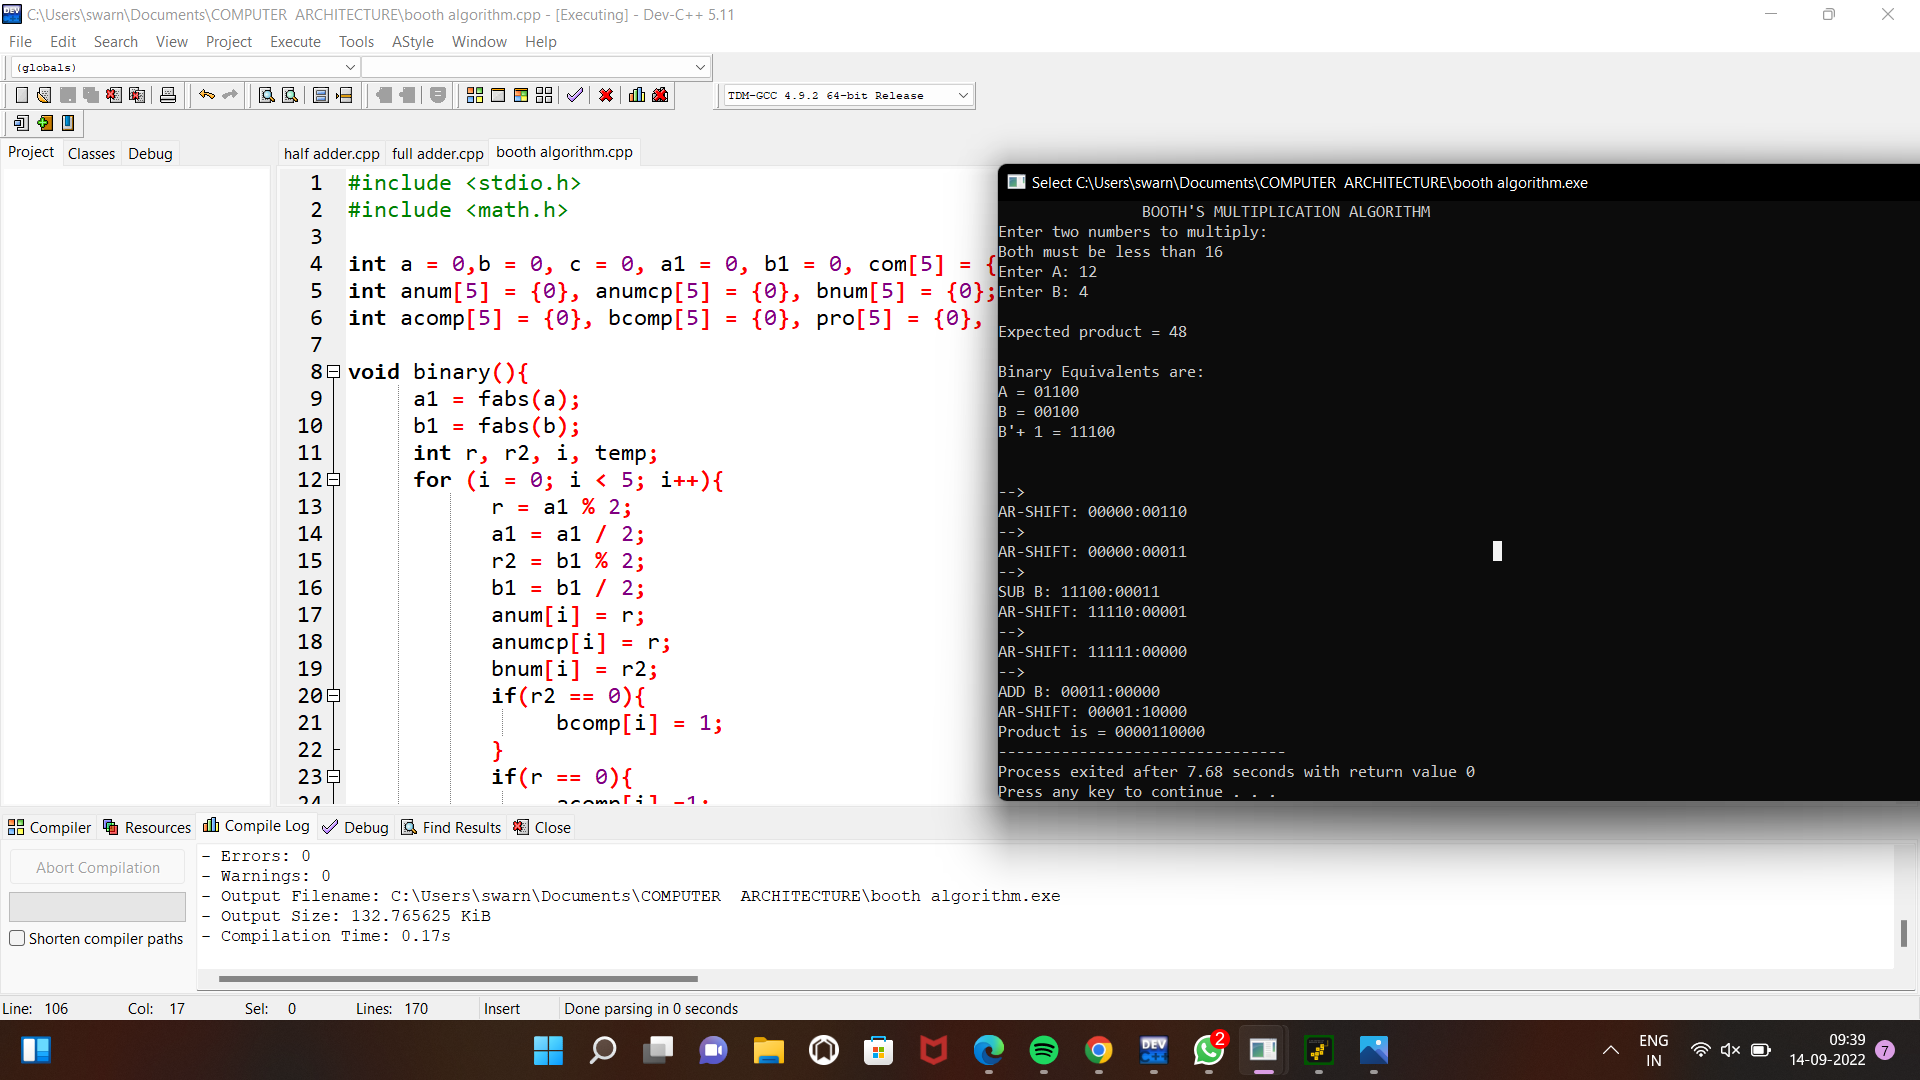 C:\Users\swarn\Documents\COMPUTER  ARCHITECTURE\booth algorithm.cpp - [Executing] - Dev-C++ 5.11
File Edit Search View Project Execute Tools AStyle Window Help
(globals)
TDM-GCC 4.9.2 64-bit Release
Project Classes Debug
half adder.cpp full adder.cpp booth algorithm.cpp
1 #include <stdio.h>
2 #include <math.h>
3
4 int a = 0,b = 0, c = 0, a1 = 0, b1 = 0, com[5] = {
5 int anum[5] = {0}, anumcp[5] = {0}, bnum[5] = {0};
6 int acomp[5] = {0}, bcomp[5] = {0}, pro[5] = {0},
7
8 void binary(){
9 a1 = fabs(a);
10 b1 = fabs(b);
11 int r, r2, i, temp;
12 for (i = 0; i < 5; i++){
13 r = a1 % 2;
14 a1 = a1 / 2;
15 r2 = b1 % 2;
16 b1 = b1 / 2;
17 anum[i] = r;
18 anumcp[i] = r;
19 bnum[i] = r2;
20 if(r2 == 0){
21 bcomp[i] = 1;
22 }
23 if(r == 0){
24 acomp[i] =1;
Select C:\Users\swarn\Documents\COMPUTER  ARCHITECTURE\booth algorithm.exe
BOOTH'S MULTIPLICATION ALGORITHM
Enter two numbers to multiply:
Both must be less than 16
Enter A: 12
Enter B: 4
Expected product = 48
Binary Equivalents are:
A = 01100
B = 00100
B'+ 1 = 11100
-->
AR-SHIFT: 00000:00110
-->
AR-SHIFT: 00000:00011
-->
SUB B: 11100:00011
AR-SHIFT: 11110:00001
-->
AR-SHIFT: 11111:00000
-->
ADD B: 00011:00000
AR-SHIFT: 00001:10000
Product is = 0000110000
--------------------------------
Process exited after 7.68 seconds with return value 0
Press any key to continue . . .
Compiler Resources Compile Log Debug Find Results Close
Abort Compilation
Shorten compiler paths
- Errors: 0
- Warnings: 0
- Output Filename: C:\Users\swarn\Documents\COMPUTER  ARCHITECTURE\booth algorithm.exe
- Output Size: 132.765625 KiB
- Compilation Time: 0.17s
Line: 106 Col: 17 Sel: 0 Lines: 170 Insert Done parsing in 0 seconds
DEV C++
2
ENG
IN
09:39
14-09-2022
7